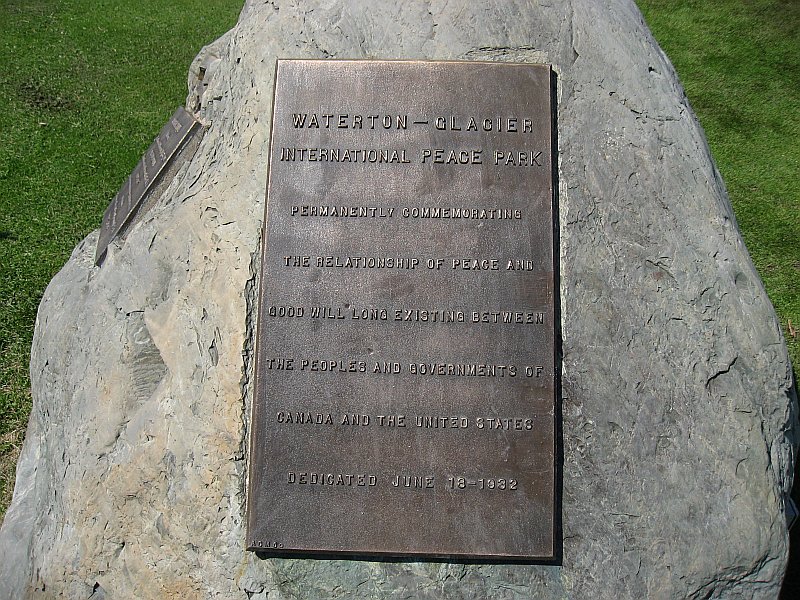 WATERTON—GLACIER
INTERNATIONAL PEACE PARK
PERMANENTLY COMMEMORATING
THE RELATIONSHIP OF PEACE AND
GOOD WILL LONG EXISTING BETWEEN
THE PEOPLES AND GOVERNMENTS OF
CANADA AND THE UNITED STATES
DEDICATED JUNE 18-1932